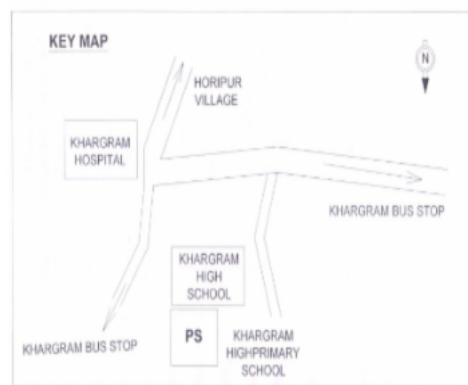 KEY MAP
N
HORIPUR
VILLAGE
KHARGRAM
HOSPITAL
KHARGRAM BUS STOP
KHARGRAM
HIGH
SCHOOL
PS
KHARGRAM BUS STOP
KHARGRAM
HIGHPRIMARY
SCHOOL